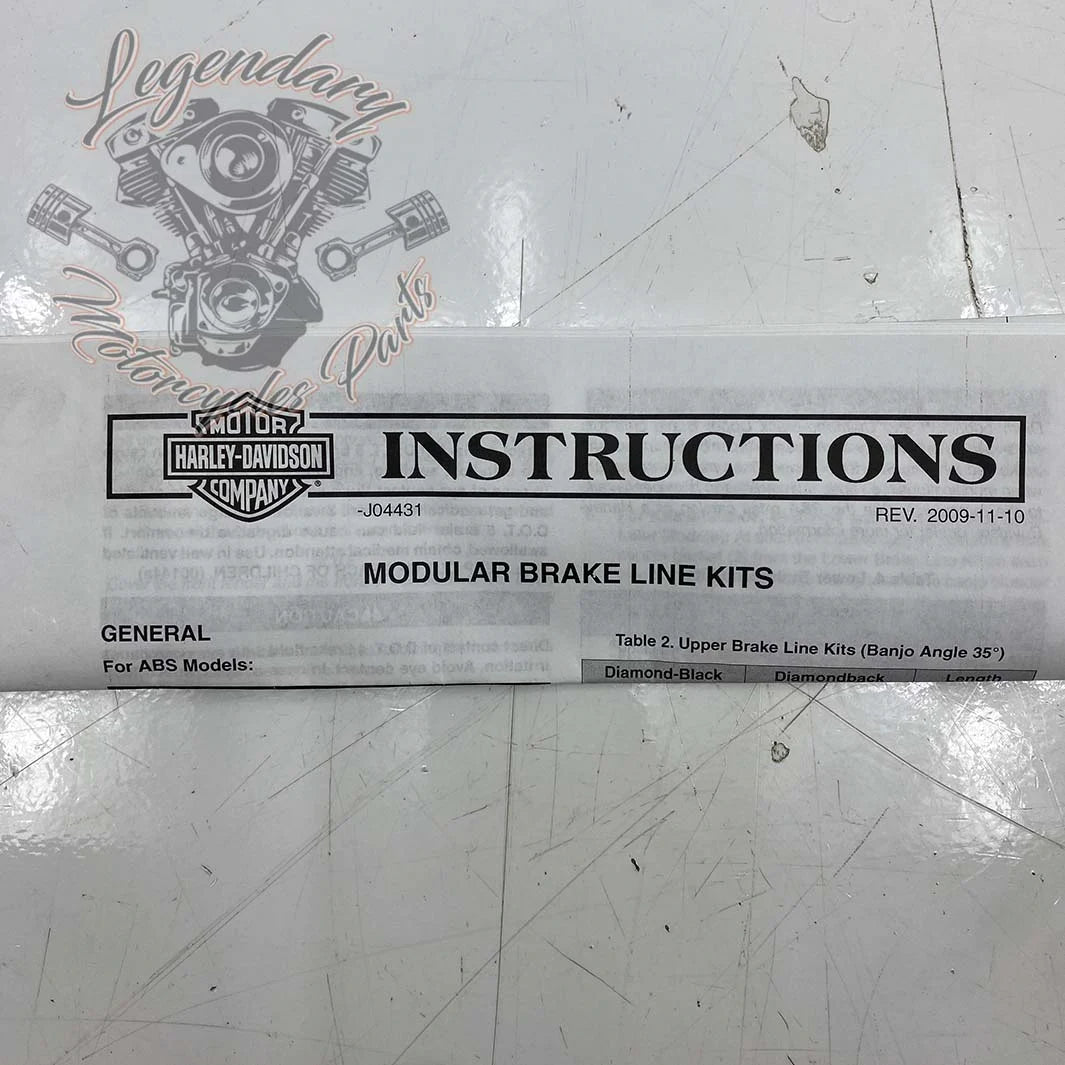 Legendary
Motorcycles Parts
MOTOR
HARLEY-DAVIDSON
COMPANY
®
INSTRUCTIONS
-J04431
REV. 2009-11-10
MODULAR BRAKE LINE KITS
GENERAL
For ABS Models:
Table 2. Upper Brake Line Kits (Banjo Angle 35°)
Diamond-Black Diamondback Length